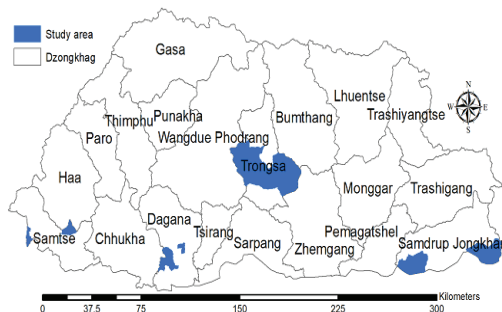 Study area
Dzongkhag
Gasa
N
W E
S
Lhuentse
Thimphu
Punakha
Bumthang
Trashiyangtse
Paro
Wangdue Phodrang
Trongsa
Haa
Monggar
Trashigang
Dagana
Samtse
Chhukha
Tsirang
Sarpang
Pemagatshel
Zhemgang
Samdrup Jongkhar
Kilometers
0 37.5 75 150 225 300